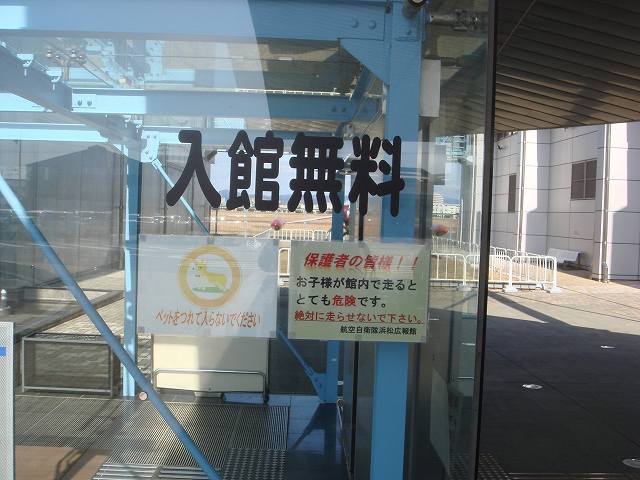 入館無料
ペットをつれて入らないでください
保護者の皆様！！
お子様が館内で走ると
とても危険です。
絶対に走らせないで下さい。
航空自衛隊浜松広報館